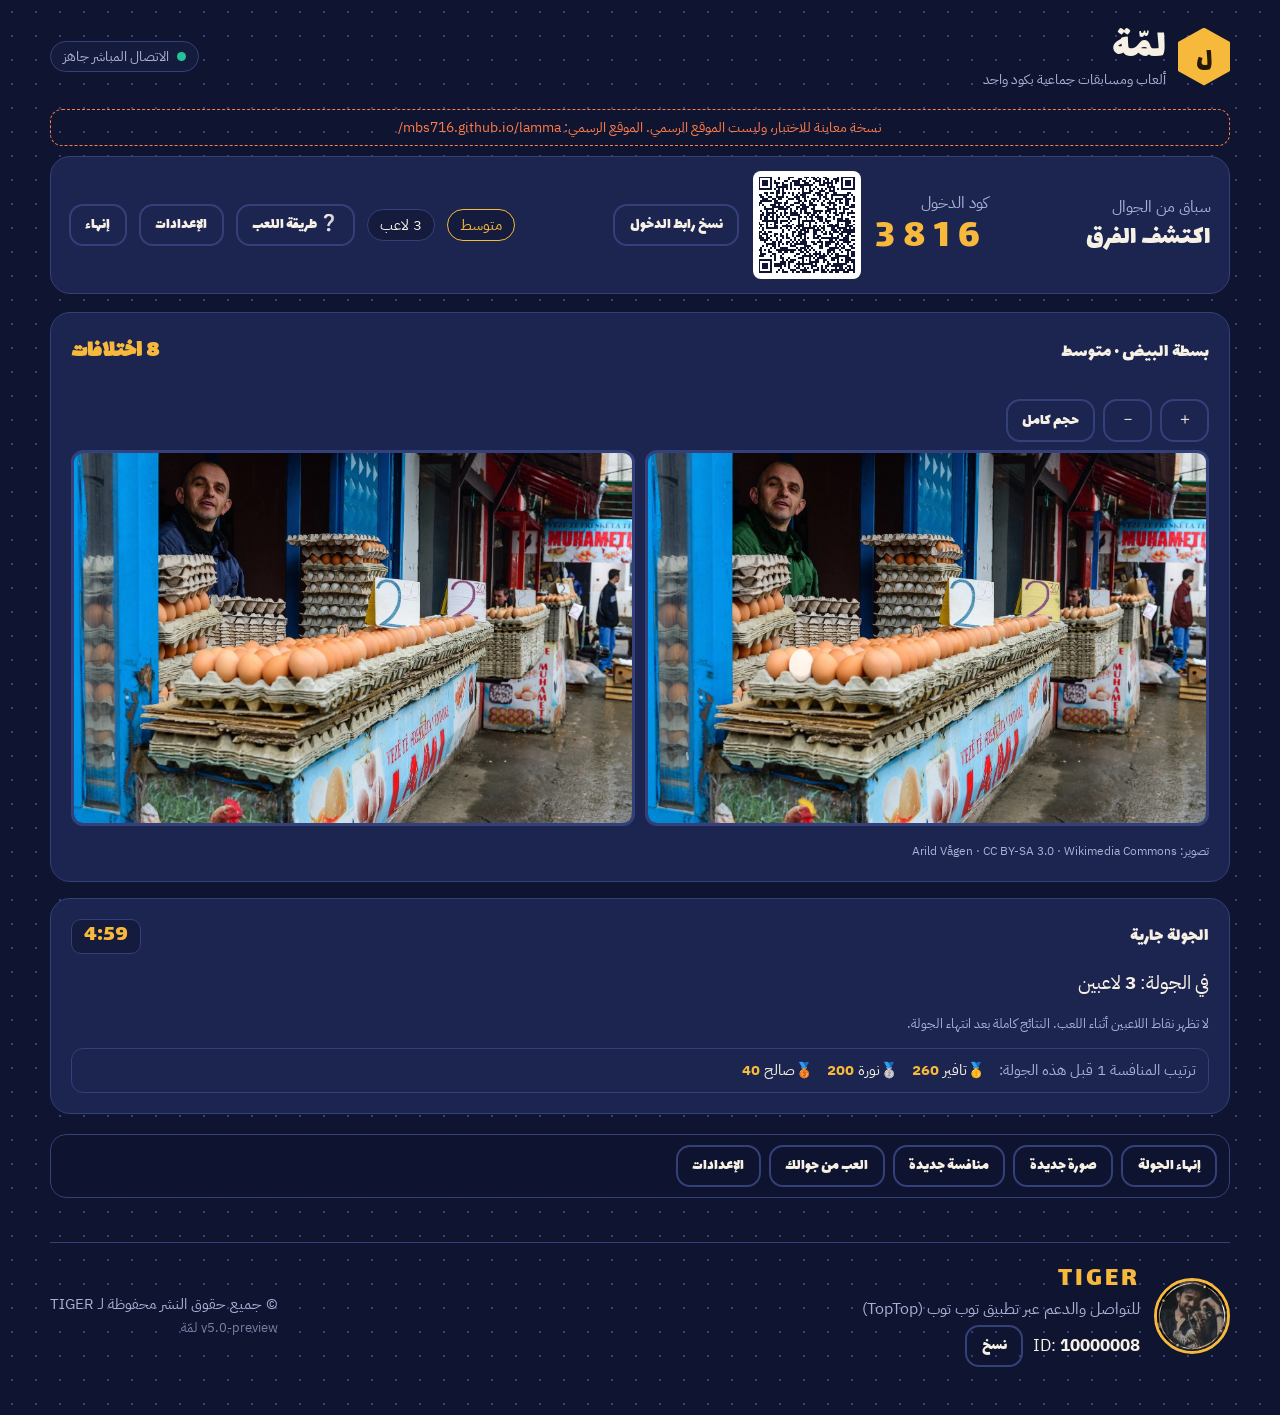 لمّة
ألعاب ومسابقات جماعية بكود واحد
ل
الاتصال المباشر جاهز
نسخة معاينة للاختبار، وليست الموقع الرسمي. الموقع الرسمي: mbs716.github.io/lamma/
سباق من الجوال
اكتشف الفرق
كود الدخول
3816
نسخ رابط الدخول
متوسط
3 لاعب
❔ طريقة اللعب
الإعدادات
إنهاء
بسطة البيض · متوسط
8 اختلافات
+
−
حجم كامل
2
2
MUHAMETI
LANI
2
2
MUHAMETI
LANI
تصوير: Arild Vågen · CC BY-SA 3.0 · Wikimedia Commons
الجولة جارية
4:59
في الجولة: 3 لاعبين
لا تظهر نقاط اللاعبين أثناء اللعب. النتائج كاملة بعد انتهاء الجولة.
ترتيب المنافسة 1 قبل هذه الجولة: 🥇 تافير 260 🥈 نورة 200 🥉 صالح 40
إنهاء الجولة
صورة جديدة
منافسة جديدة
العب من جوالك
الإعدادات
TIGER
للتواصل والدعم عبر تطبيق توب توب (TopTop)
ID: 10000008
نسخ
© جميع حقوق النشر محفوظة لـ TIGER
لمّة v5.0-preview